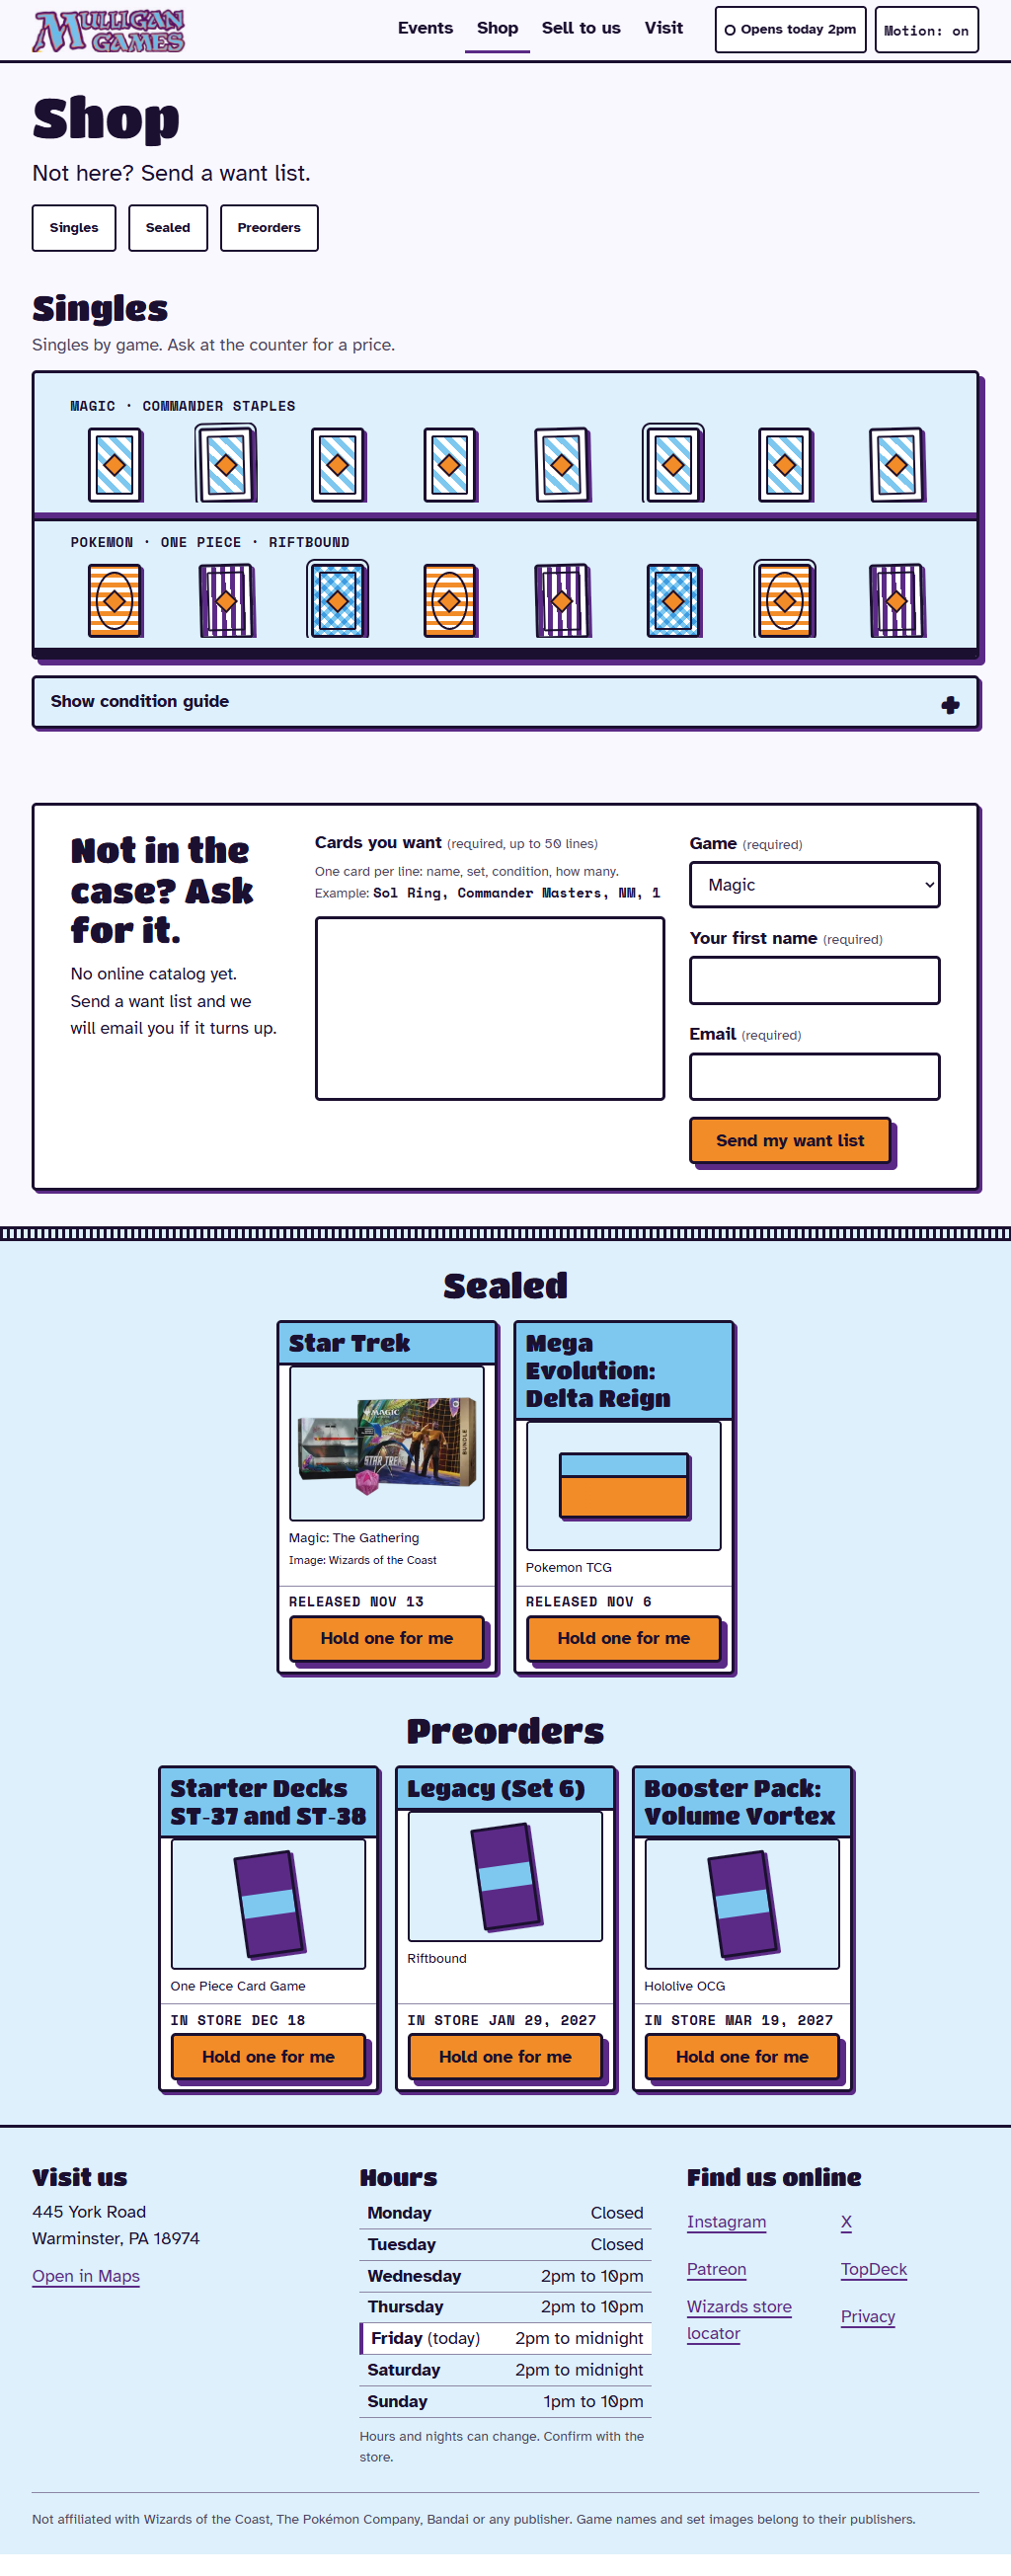 MULLIGAN GAMES
Events
Shop
Sell to us
Visit
Opens today 2pm
Motion: on
Shop
Not here? Send a want list.
Singles
Sealed
Preorders
Singles
Singles by game. Ask at the counter for a price.
MAGIC · COMMANDER STAPLES
POKEMON · ONE PIECE · RIFTBOUND
Show condition guide
Not in the
case? Ask
for it.
No online catalog yet.
Send a want list and we
will email you if it turns up.
Cards you want (required, up to 50 lines)
One card per line: name, set, condition, how many.
Example: Sol Ring, Commander Masters, NM, 1
Game (required)
Magic
Your first name (required)
Email (required)
Send my want list
Sealed
Star Trek
MAGIC
STAR TREK
BUNDLE
Magic: The Gathering
Image: Wizards of the Coast
RELEASED NOV 13
Hold one for me
Mega
Evolution:
Delta Reign
Pokemon TCG
RELEASED NOV 6
Hold one for me
Preorders
Starter Decks
ST-37 and ST-38
One Piece Card Game
IN STORE DEC 18
Hold one for me
Legacy (Set 6)
Riftbound
IN STORE JAN 29, 2027
Hold one for me
Booster Pack:
Volume Vortex
Hololive OCG
IN STORE MAR 19, 2027
Hold one for me
Visit us
445 York Road
Warminster, PA 18974
Open in Maps
Hours
Monday Closed
Tuesday Closed
Wednesday 2pm to 10pm
Thursday 2pm to 10pm
Friday (today) 2pm to midnight
Saturday 2pm to midnight
Sunday 1pm to 10pm
Hours and nights can change. Confirm with the
store.
Find us online
Instagram
X
Patreon
TopDeck
Wizards store
locator
Privacy
Not affiliated with Wizards of the Coast, The Pokémon Company, Bandai or any publisher. Game names and set images belong to their publishers.